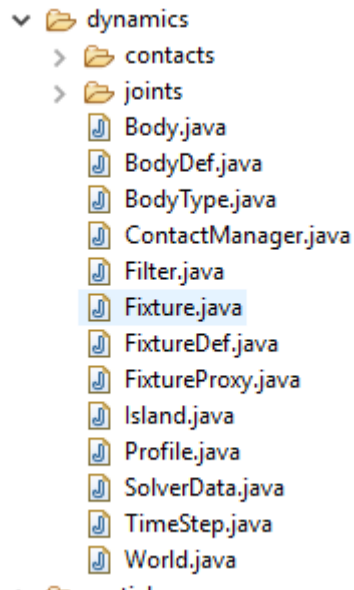 dynamics
contacts
joints
Body.java
BodyDef.java
BodyType.java
ContactManager.java
Filter.java
Fixture.java
FixtureDef.java
FixtureProxy.java
Island.java
Profile.java
SolverData.java
TimeStep.java
World.java